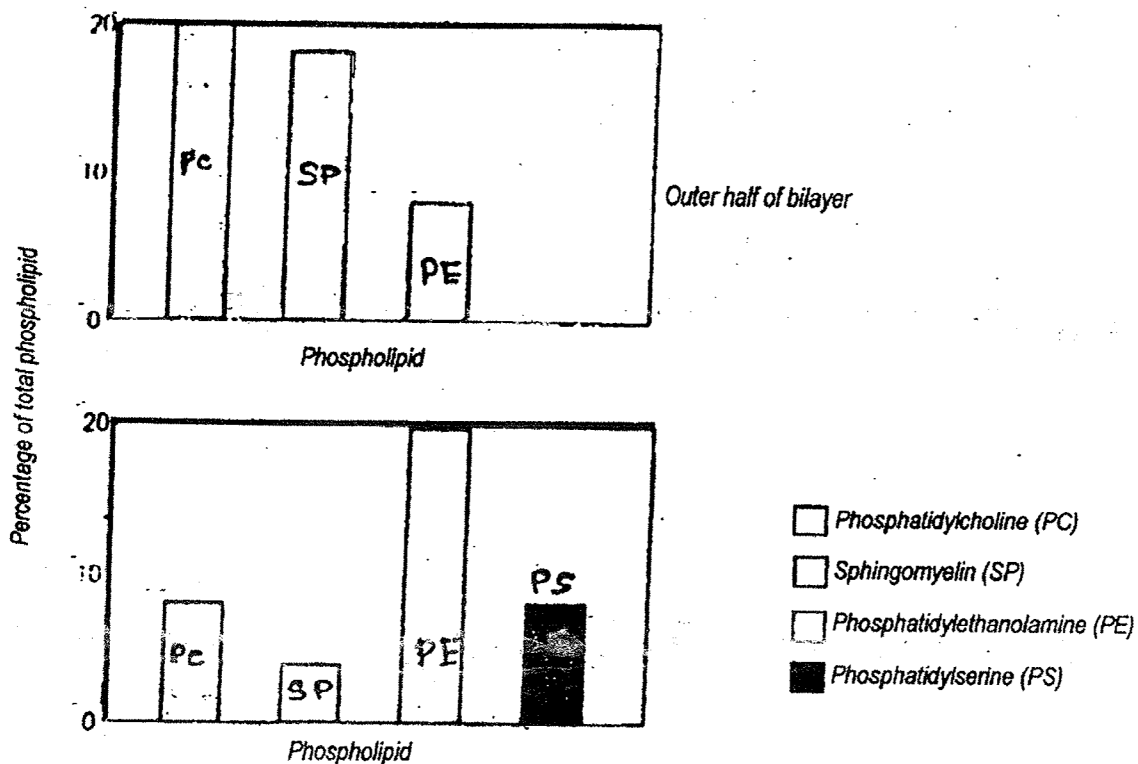 20
10
0
PC
SP
PE
Outer half of bilayer
Phospholipid
Percentage of total phospholipid
20
10
0
PC
SP
PE
PS
Phospholipid
Phosphatidylcholine (PC)
Sphingomyelin (SP)
Phosphatidylethanolamine (PE)
Phosphatidylserine (PS)